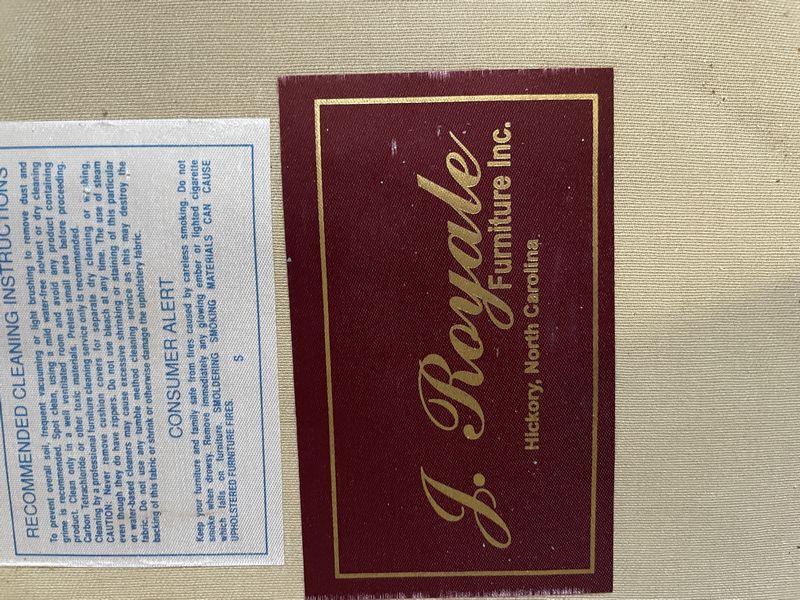 RECOMMENDED CLEANING INSTRUCTIONS
To prevent overall soil, frequent vacuuming or light brushing to remove dust and
grime is recommended. Spot clean, using a mild water-free solvent or dry cleaning
product. Clean only in a well ventilated room and avoid any product containing
Carbon Tetrachloride or other toxic materials. Pretest small area before proceeding.
Cleaning by a professional furniture cleaning service only is recommended.
CAUTION: Never remove cushion covers for separate dry cleaning or washing,
even though they do have zippers. Do not use bleach at any time. The use of steam
or water-based cleaners may cause excessive shrinking or staining of this particular
fabric. Do not use any tumble method cleaning service as this may destroy the
backing of this fabric or shrink or otherwise damage the upholstery fabric.
CONSUMER ALERT
Keep your furniture and family safe from fires caused by careless smoking. Do not
smoke when drowsy. Remove immediately any glowing ember or lighted cigarette
which falls on furniture. SMOLDERING SMOKING MATERIALS CAN CAUSE
UPHOLSTERED FURNITURE FIRES.
S
J. Royale
Furniture Inc.
Hickory, North Carolina